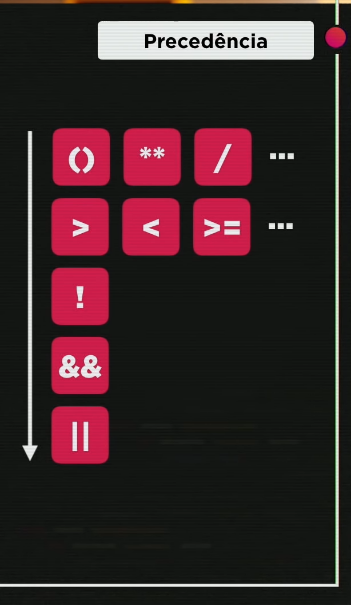 Precedência
() ** / ...
> < >= ...
!
&&
||